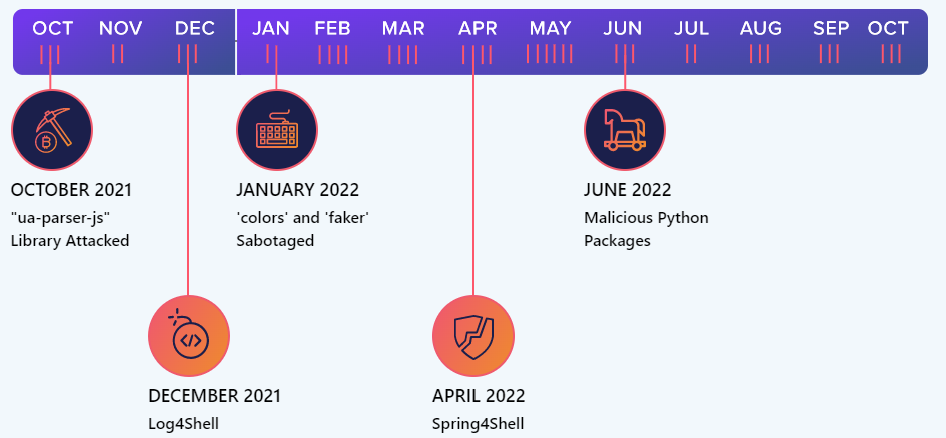 OCT NOV DEC JAN FEB MAR APR MAY JUN JUL AUG SEP OCT
OCTOBER 2021
"ua-parser-js"
Library Attacked
JANUARY 2022
'colors' and 'faker'
Sabotaged
JUNE 2022
Malicious Python
Packages
DECEMBER 2021
Log4Shell
APRIL 2022
Spring4Shell